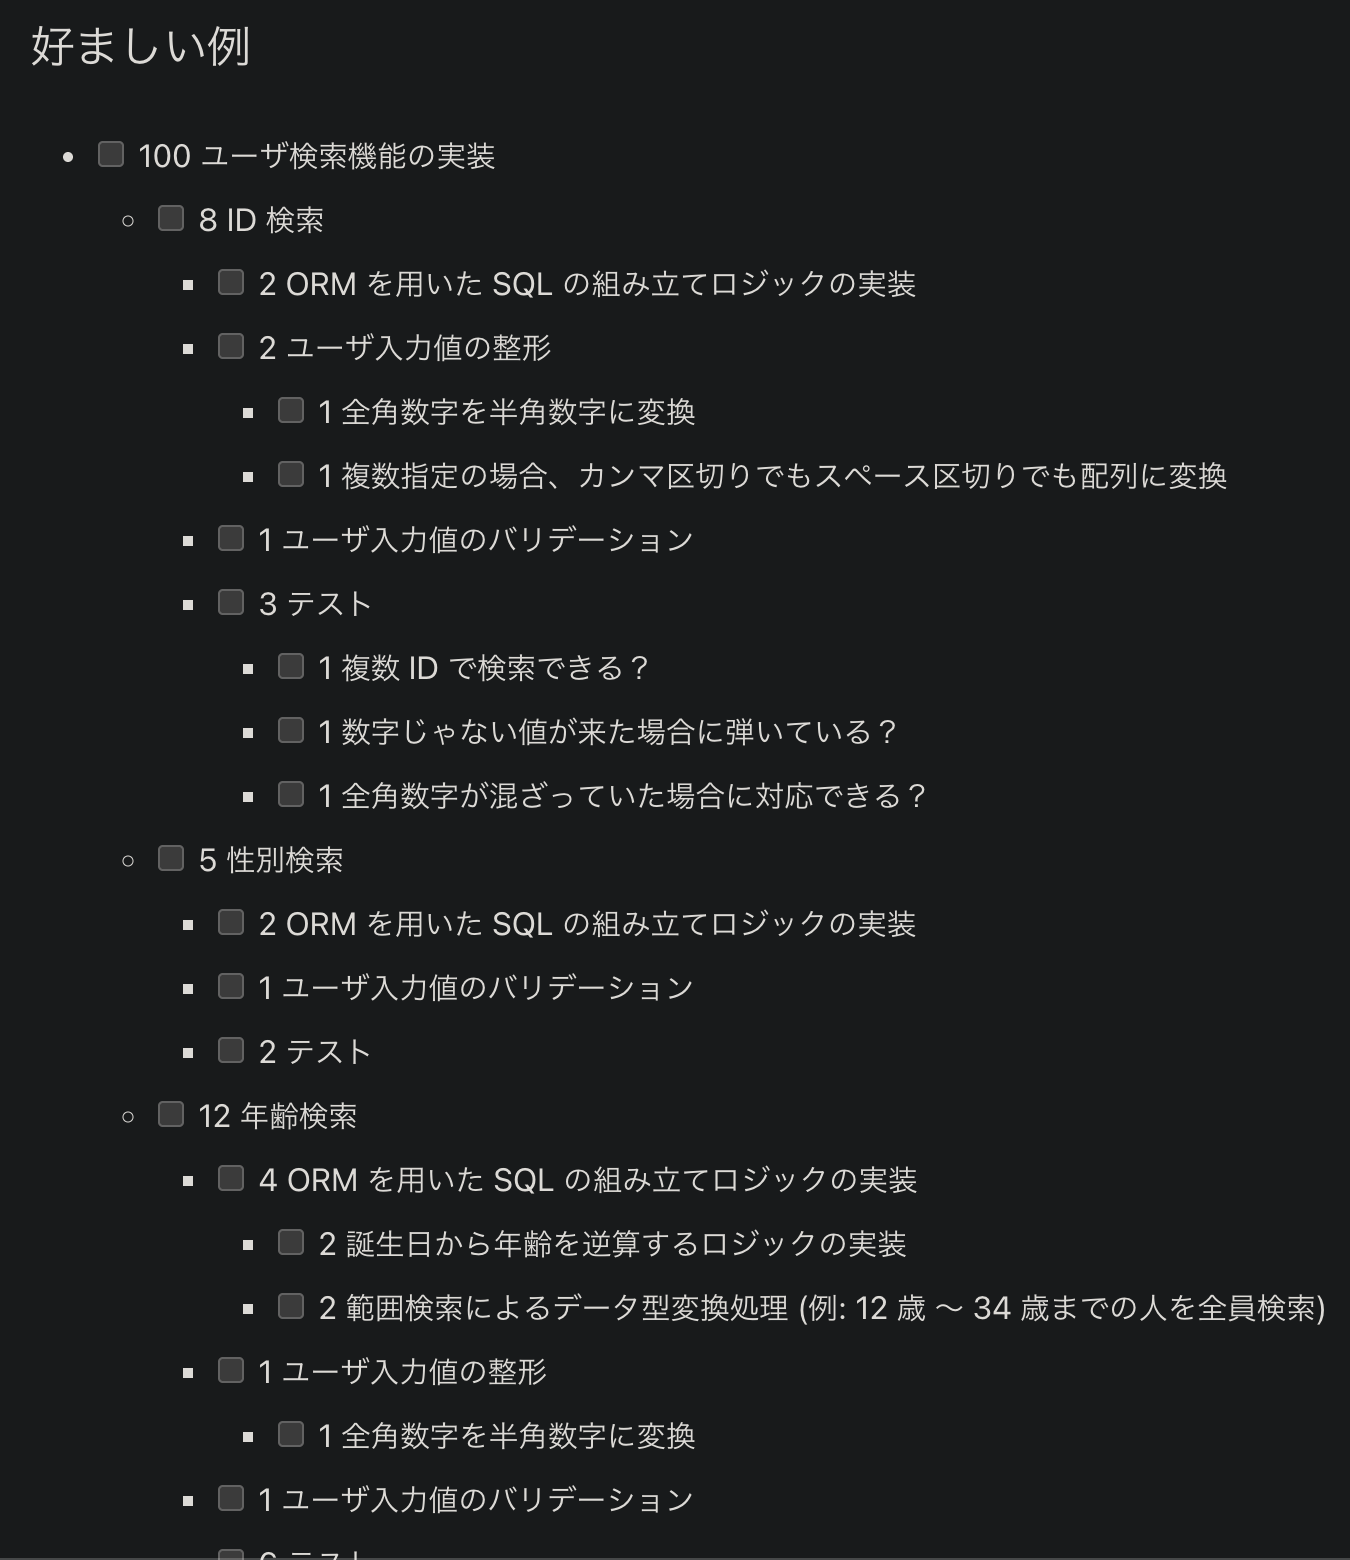 好ましい例
100 ユーザ検索機能の実装
8 ID 検索
2 ORM を用いた SQL の組み立てロジックの実装
2 ユーザ入力値の整形
1 全角数字を半角数字に変換
1 複数指定の場合、カンマ区切りでもスペース区切りでも配列に変換
1 ユーザ入力値のバリデーション
3 テスト
1 複数 ID で検索できる？
1 数字じゃない値が来た場合に弾いている？
1 全角数字が混ざっていた場合に対応できる？
5 性別検索
2 ORM を用いた SQL の組み立てロジックの実装
1 ユーザ入力値のバリデーション
2 テスト
12 年齢検索
4 ORM を用いた SQL の組み立てロジックの実装
2 誕生日から年齢を逆算するロジックの実装
2 範囲検索によるデータ型変換処理 (例: 12 歳 〜 34 歳までの人を全員検索)
1 ユーザ入力値の整形
1 全角数字を半角数字に変換
1 ユーザ入力値のバリデーション